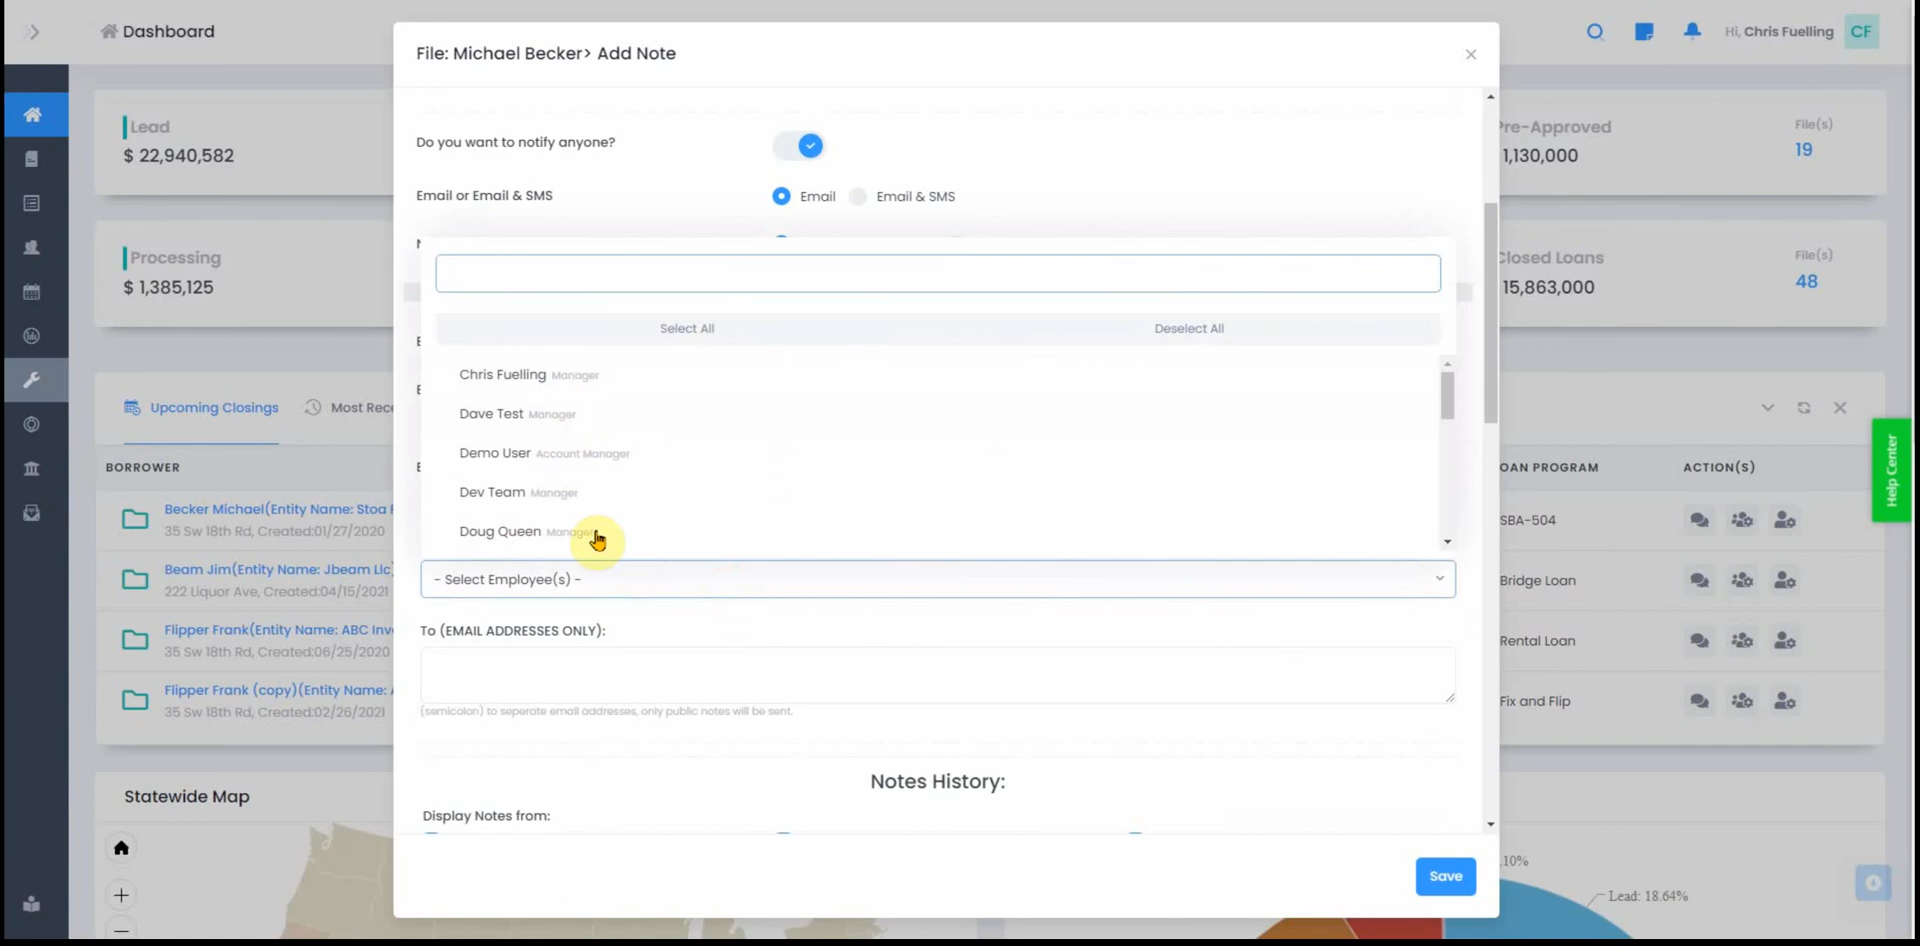 Dashboard
File: Michael Becker> Add Note
Hi, Chris Fuelling
CF
Lead
$ 22,940,582
Processing
$ 1,385,125
Do you want to notify anyone?
Email or Email & SMS
Email
Email & SMS
Select All
Deselect All
Chris Fuelling Manager
Dave Test Manager
Demo User Account Manager
Dev Team Manager
Doug Queen Manager
- Select Employee(s) -
To (EMAIL ADDRESSES ONLY):
(semicolon) to seperate email addresses, only public notes will be sent.
Notes History:
Display Notes from:
Save
Pre-Approved
File(s)
1,130,000
19
Closed Loans
File(s)
15,863,000
48
Upcoming Closings
Most Rece
BORROWER
OAN PROGRAM
ACTION(S)
Becker Michael(Entity Name: Stoa
35 Sw 18th Rd, Created:01/27/2020
SBA-504
Beam Jim(Entity Name: Jbeam Llc)
222 Liquor Ave, Created:04/15/2021
Bridge Loan
Flipper Frank(Entity Name: ABC Inv
35 Sw 18th Rd, Created:06/25/2020
Rental Loan
Flipper Frank (copy)(Entity Name:
35 Sw 18th Rd, Created:02/26/2021
Fix and Flip
Help Center
Statewide Map
.10%
Lead: 18.64%